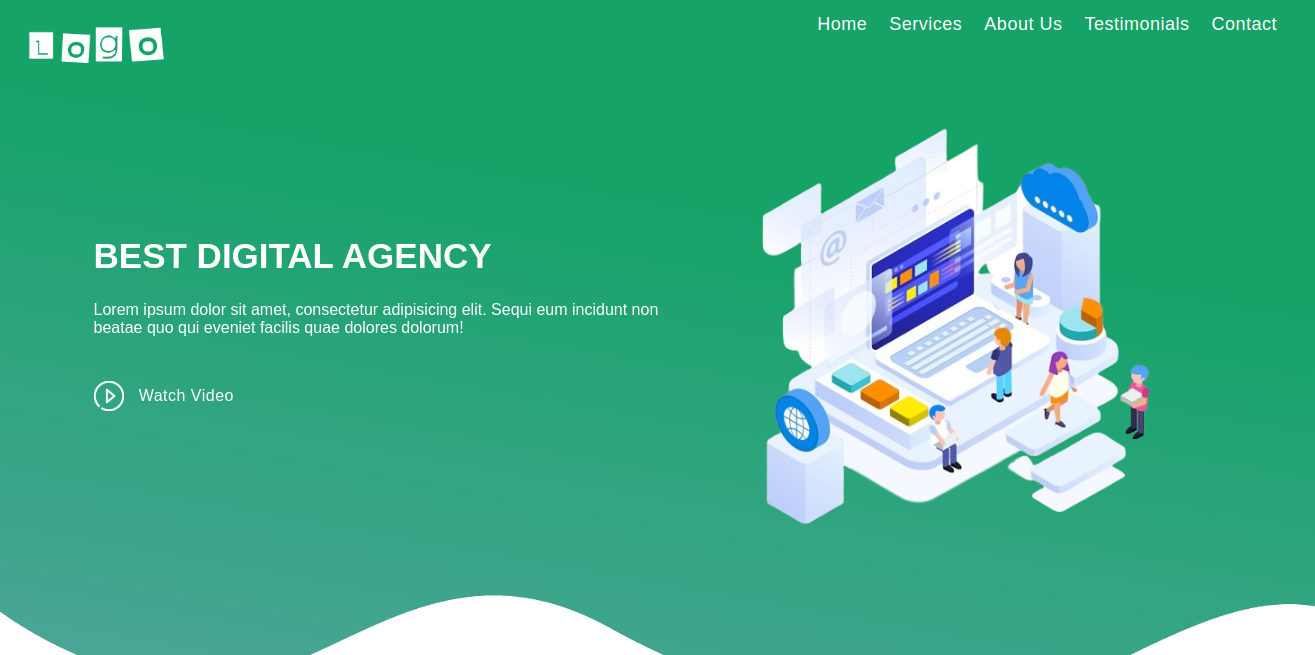 Logo
Home Services About Us Testimonials Contact
BEST DIGITAL AGENCY
Lorem ipsum dolor sit amet, consectetur adipisicing elit. Sequi eum incidunt non
beatae quo qui eveniet facilis quae dolores dolorum!
@
Watch Video